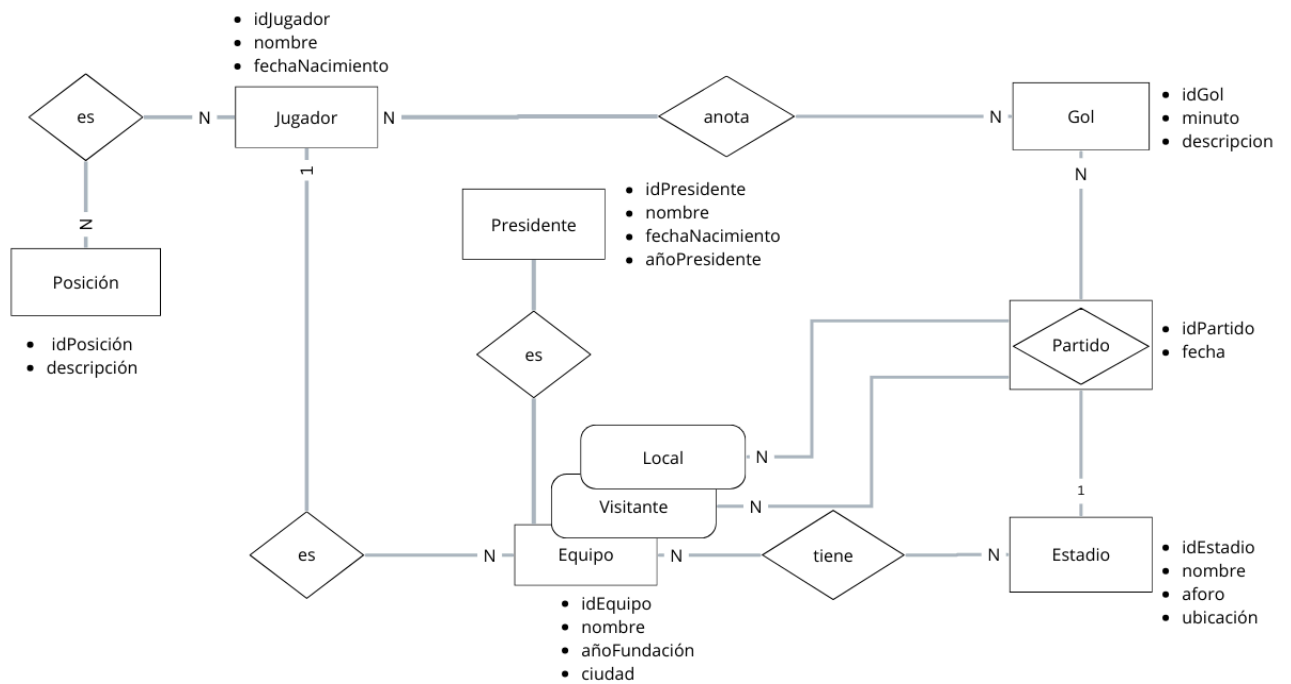 idJugador
nombre
fechaNacimiento
es
N
Jugador
N
anota
N
Gol
idGol
minuto
descripcion
1
N
N
Presidente
idPresidente
nombre
fechaNacimiento
añoPresidente
Posición
idPosición
descripción
es
Partido
idPartido
fecha
Local
N
Visitante
N
1
es
N
Equipo
N
tiene
N
Estadio
idEstadio
nombre
aforo
ubicación
idEquipo
nombre
añoFundación
ciudad